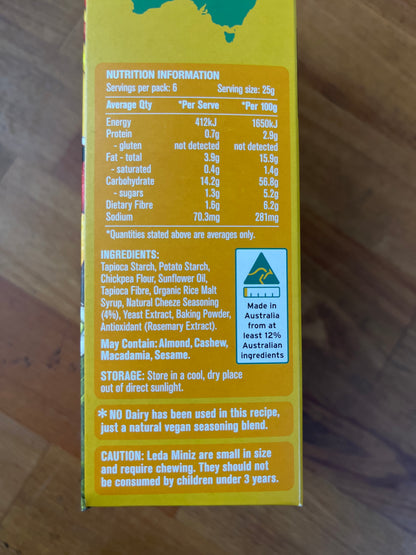 NUTRITION INFORMATION
Servings per pack: 6 Serving size: 25g
Average Qty *Per Serve *Per 100g
Energy 412kJ 1650kJ
Protein 0.7g 2.9g
- gluten not detected not detected
Fat - total 3.9g 15.9g
- saturated 0.4g 1.4g
Carbohydrate 14.2g 56.8g
- sugars 1.3g 5.2g
Dietary Fibre 1.6g 6.2g
Sodium 70.3mg 281mg
*Quantities stated above are averages only.
INGREDIENTS:
Tapioca Starch, Potato Starch,
Chickpea Flour, Sunflower Oil,
Tapioca Fibre, Organic Rice Malt
Syrup, Natural Cheeze Seasoning
(4%), Yeast Extract, Baking Powder,
Antioxidant (Rosemary Extract).
May Contain: Almond, Cashew,
Macadamia, Sesame.
Made in
Australia
from at
least 12%
Australian
ingredients
STORAGE: Store in a cool, dry place
out of direct sunlight.
* NO Dairy has been used in this recipe,
just a natural vegan seasoning blend.
CAUTION: Leda Miniz are small in size
and require chewing. They should not
be consumed by children under 3 years.